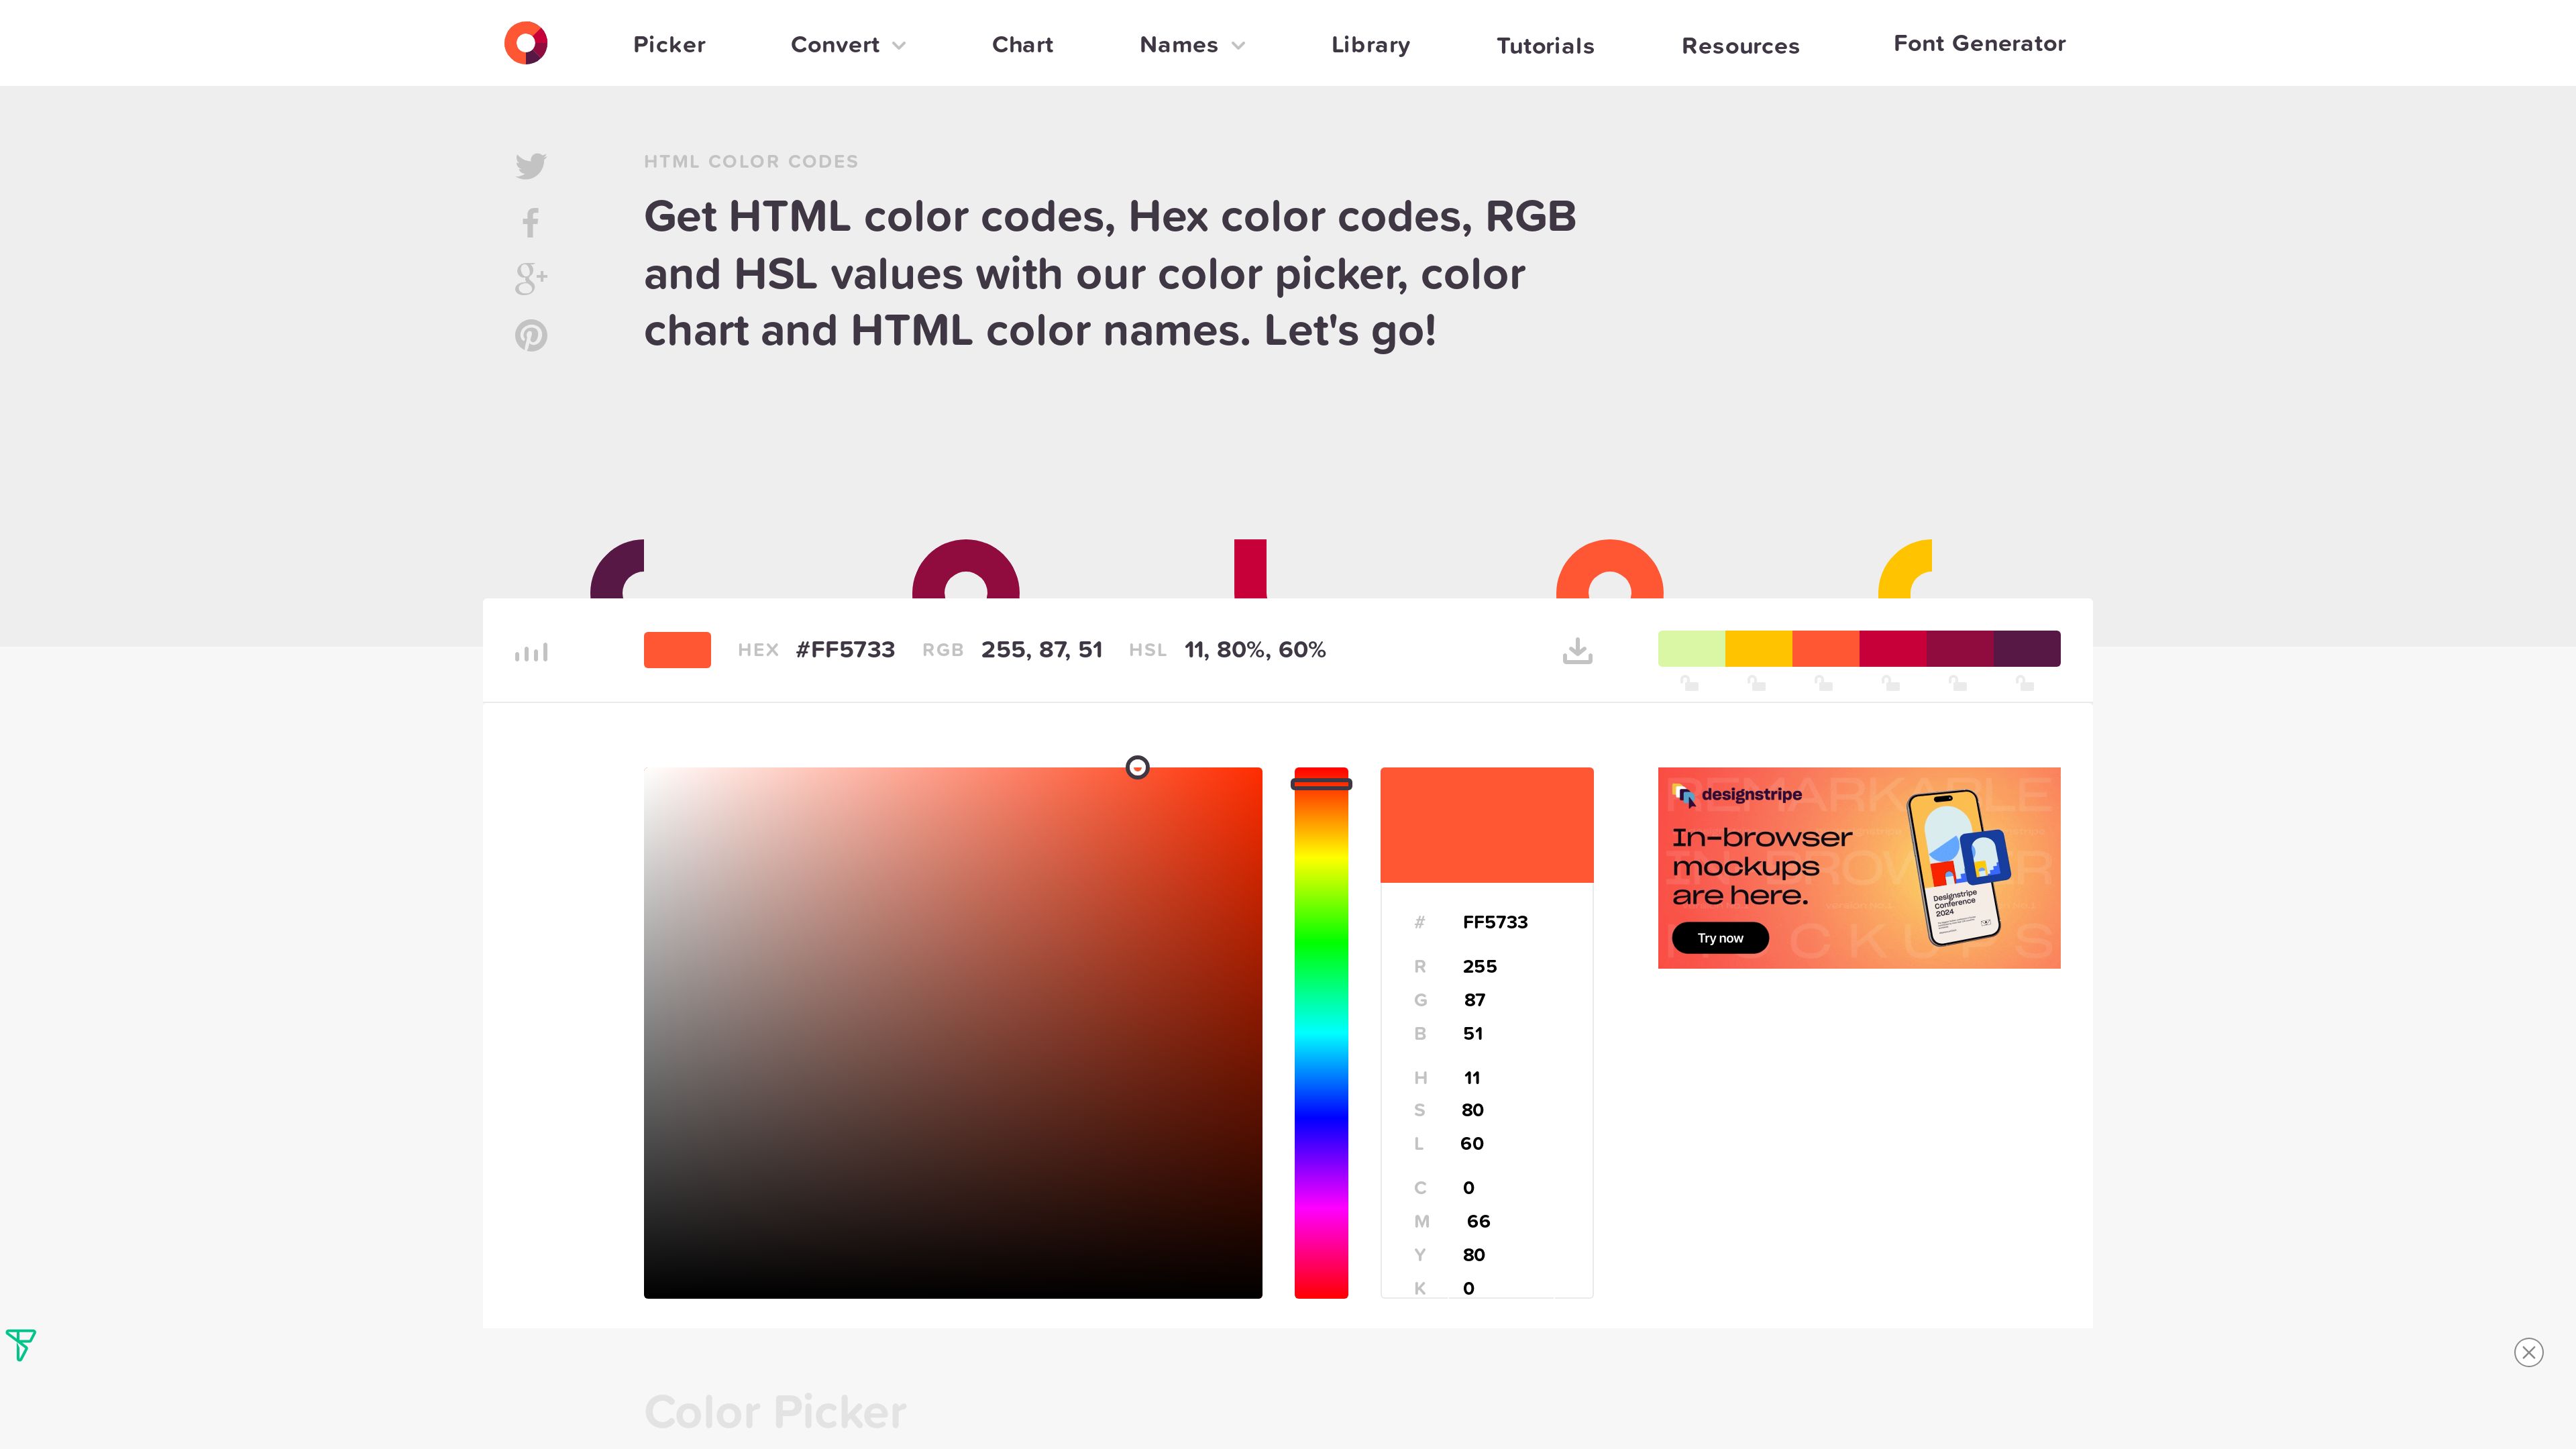 Picker
Convert
Chart
Names
Library
Tutorials
Resources
Font Generator
HTML COLOR CODES
Get HTML color codes, Hex color codes, RGB
and HSL values with our color picker, color
chart and HTML color names. Let's go!
HEX #FF5733 RGB 255, 87, 51 HSL 11, 80%, 60%
# FF5733
R 255
G 87
B 51
H 11
S 80
L 60
C 0
M 66
Y 80
K 0
designstripe
In-browser
mockups
are here.
Try now
Designstripe
Conference
2024
Color Picker